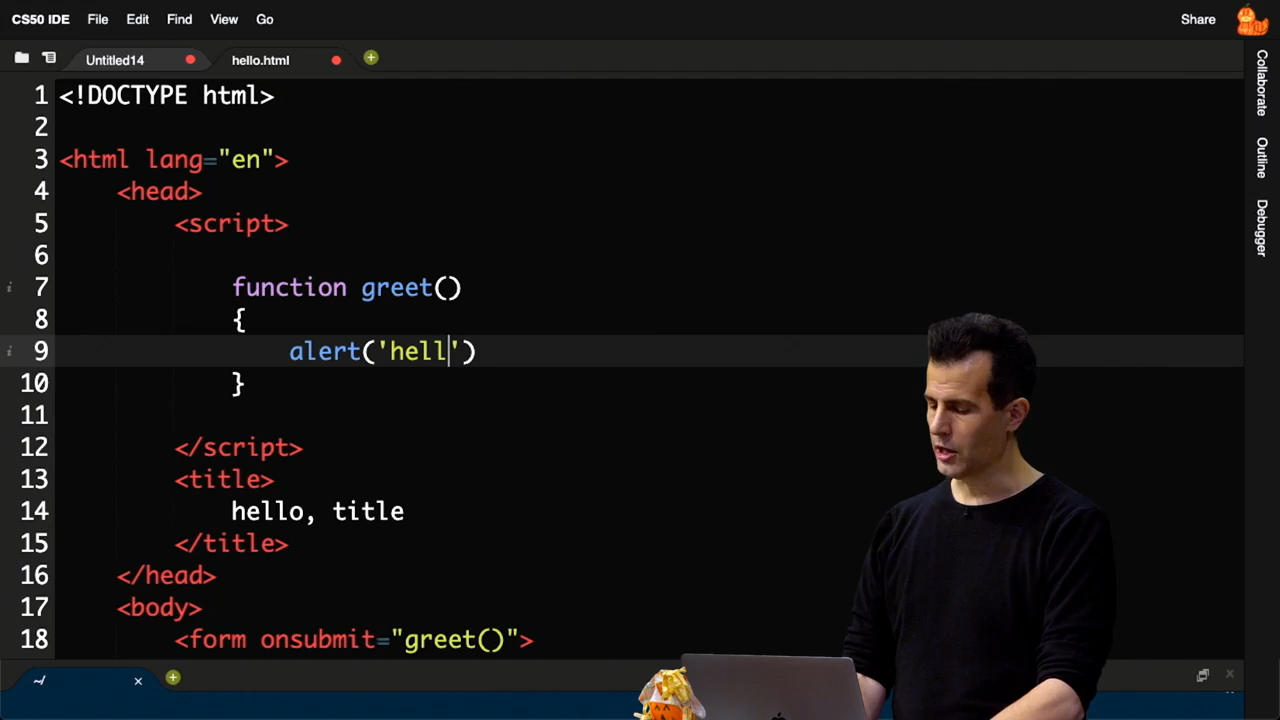 CS50 IDE File Edit Find View Go Share
Untitled14 hello.html
1 <!DOCTYPE html>
2
3 <html lang="en">
4 <head>
5 <script>
6
7 function greet()
8 {
9 alert('hell')
10 }
11
12 </script>
13 <title>
14 hello, title
15 </title>
16 </head>
17 <body>
18 <form onsubmit="greet()">
Collaborate
Outline
Debugger